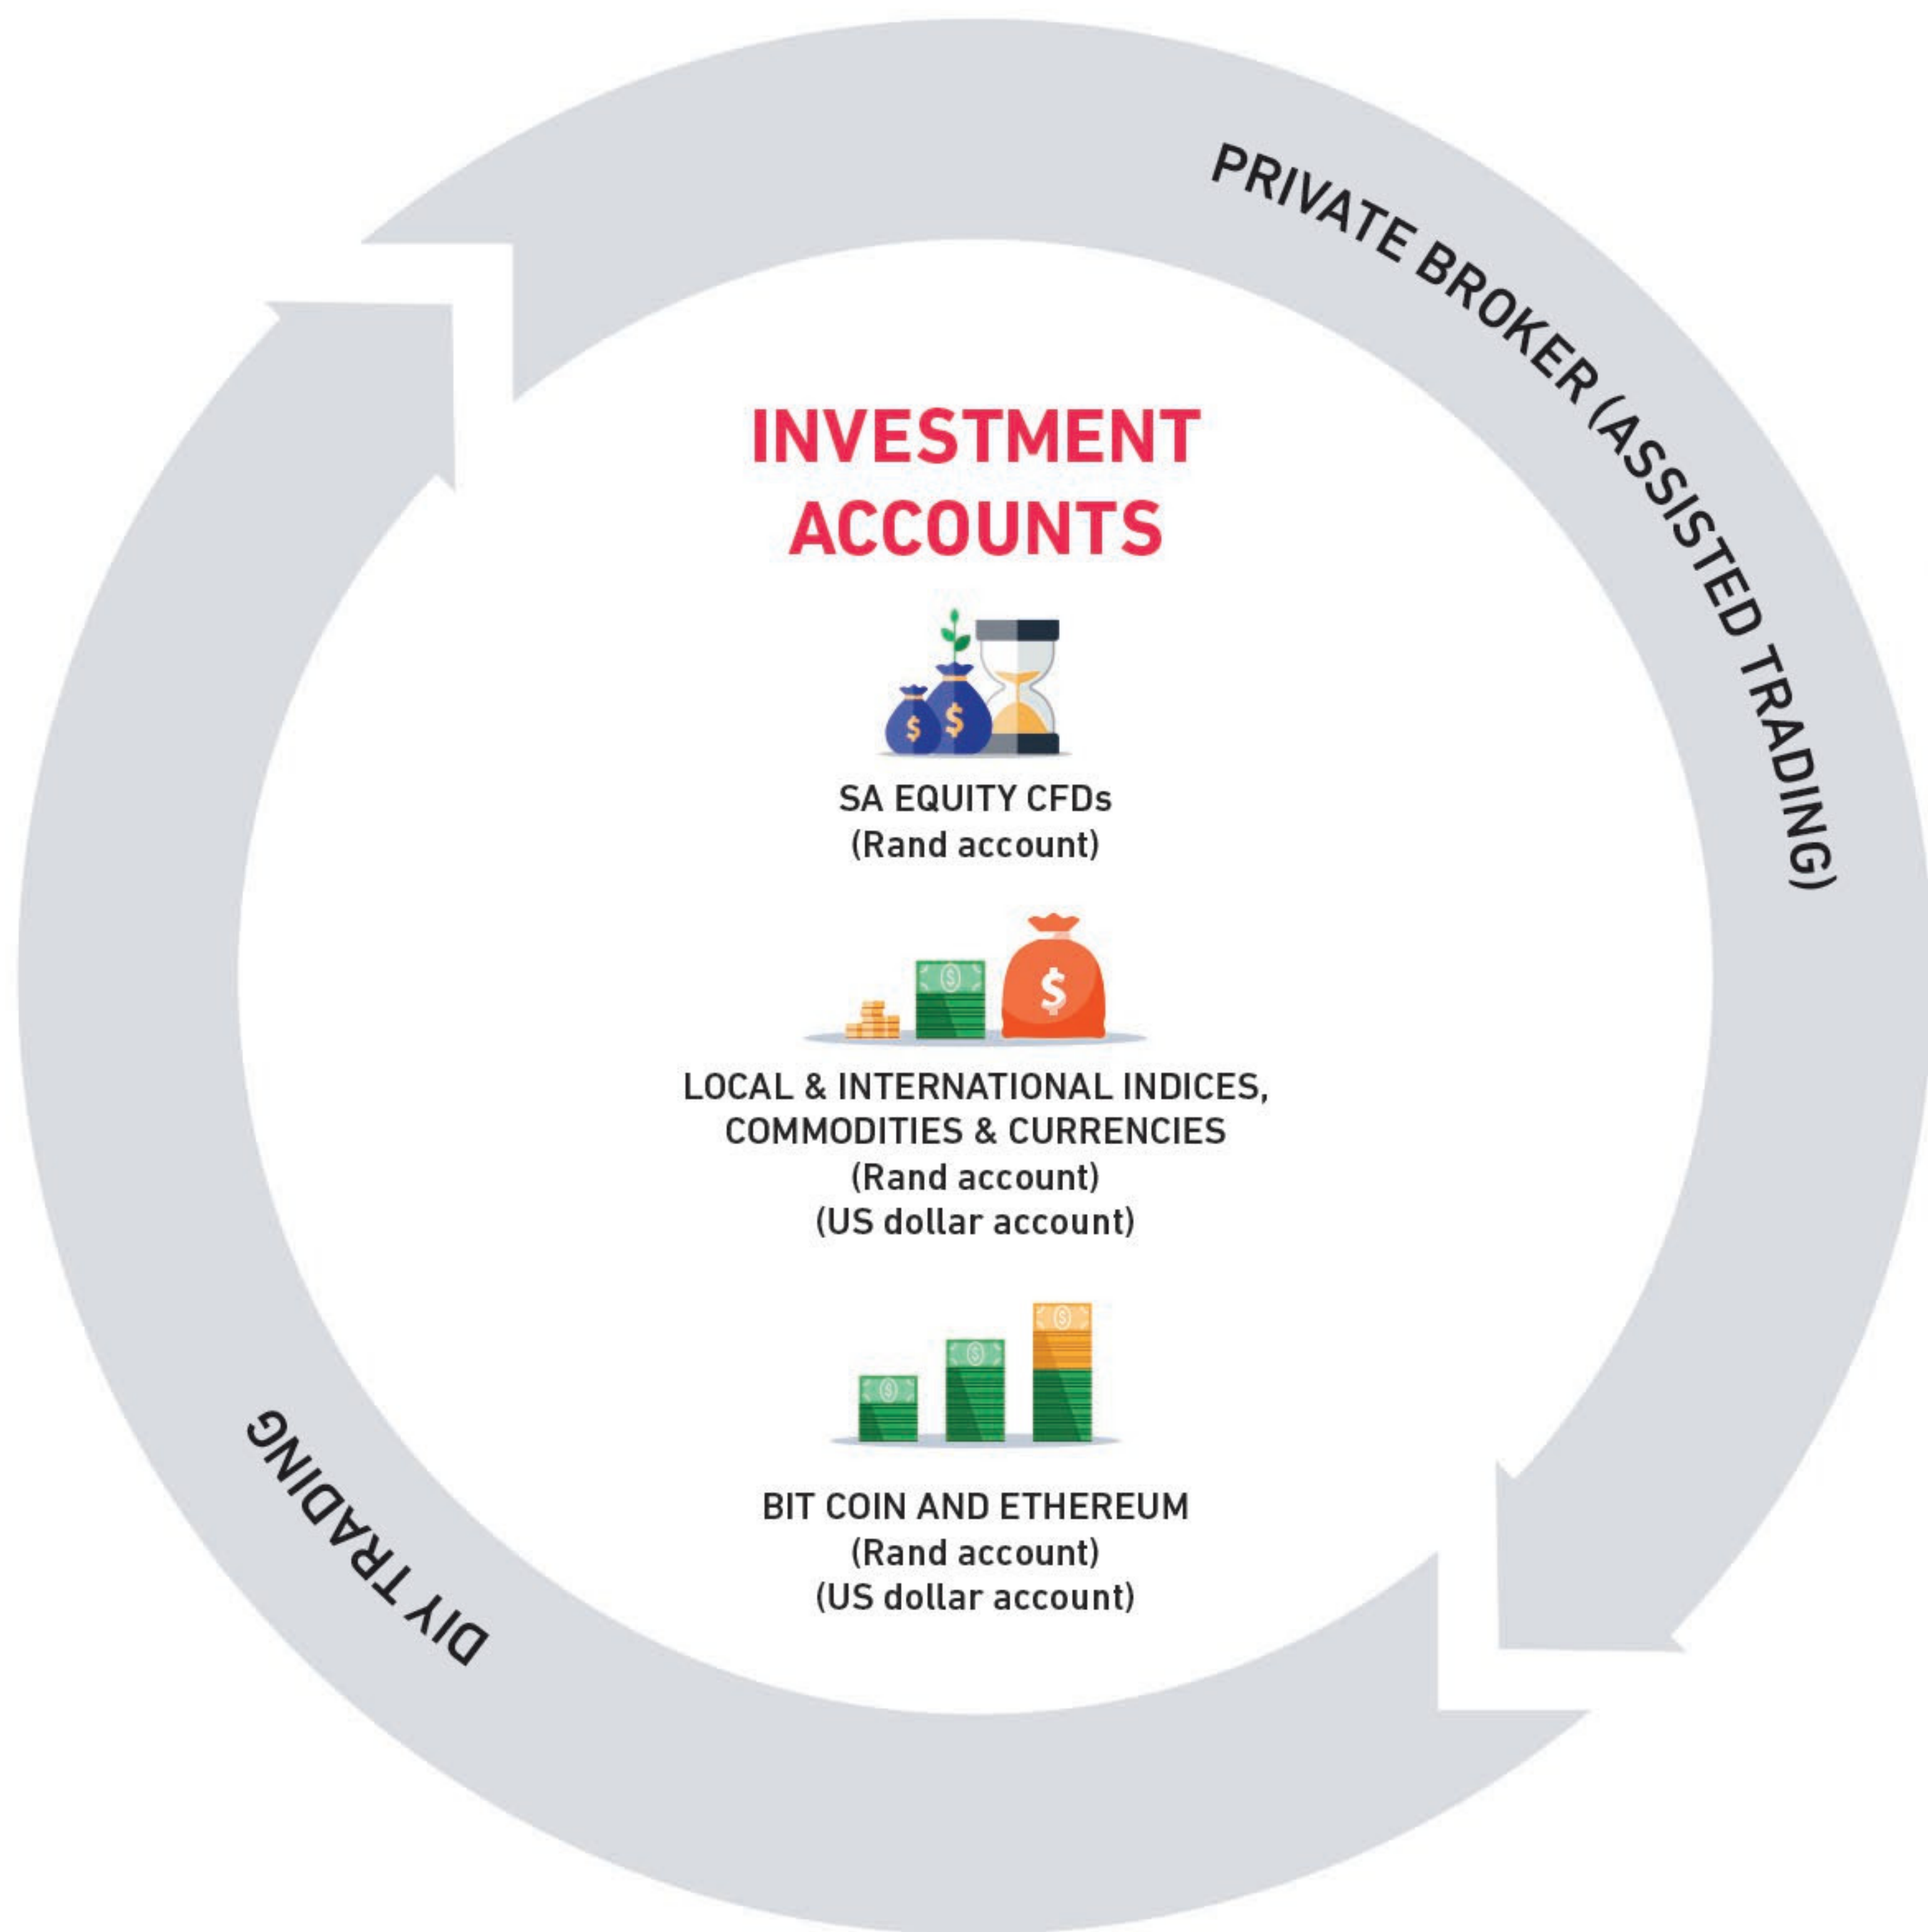 PRIVATE BROKER (ASSISTED TRADING)
INVESTMENT
ACCOUNTS
$ $
SA EQUITY CFDs
(Rand account)
$ $
LOCAL & INTERNATIONAL INDICES,
COMMODITIES & CURRENCIES
(Rand account)
(US dollar account)
$ $ $
BIT COIN AND ETHEREUM
(Rand account)
(US dollar account)
DIY TRADING